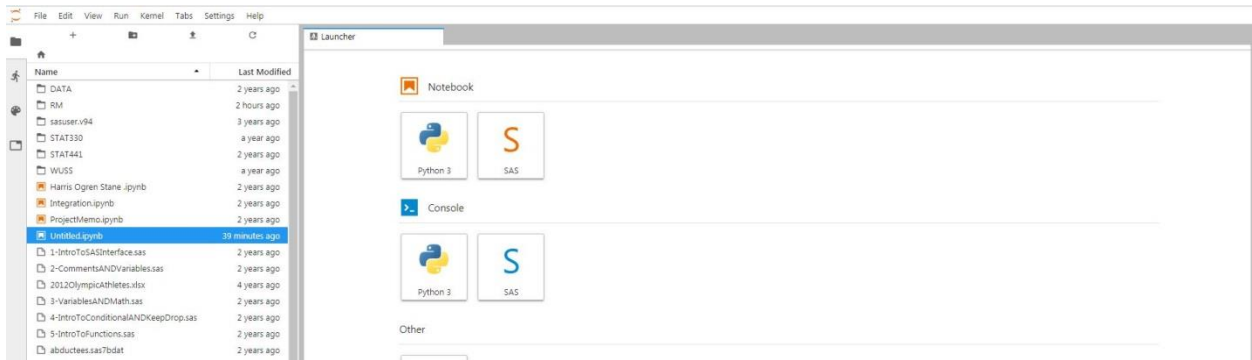 File Edit View Run Kernel Tabs Settings Help
Launcher
Name Last Modified
DATA 2 years ago
RM 2 hours ago
sasuser.v94 3 years ago
STAT330 a year ago
STAT441 2 years ago
WUSS a year ago
Harris Ogren Stane .ipynb 2 years ago
Integration.ipynb 2 years ago
ProjectMemo.ipynb 2 years ago
Untitled.ipynb 39 minutes ago
1-IntroToSASInterface.sas 2 years ago
2-CommentsANDVariables.sas 2 years ago
2012OlympicAthletes.xlsx 4 years ago
3-VariablesANDMath.sas 2 years ago
4-IntroToConditionalANDKeepDrop.sas 2 years ago
5-IntroToFunctions.sas 2 years ago
abductees.sas7bdat 2 years ago
Notebook
Python 3 S SAS
Console
Python 3 S SAS
Other